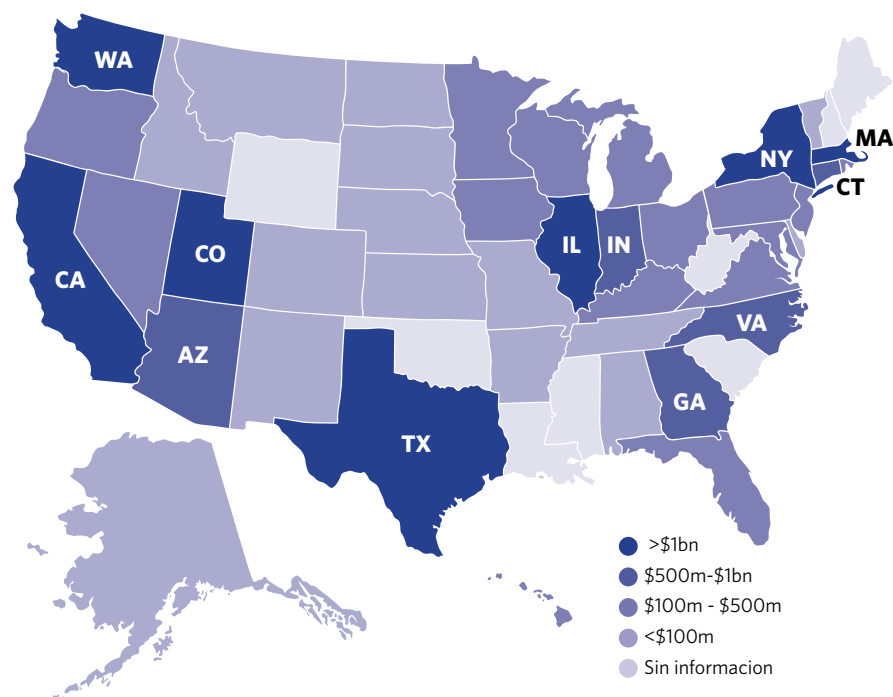 WA
MA
NY
CT
CO
IL
IN
CA
VA
AZ
GA
TX
>$1bn
$500m-$1bn
$100m - $500m
<$100m
Sin informacion